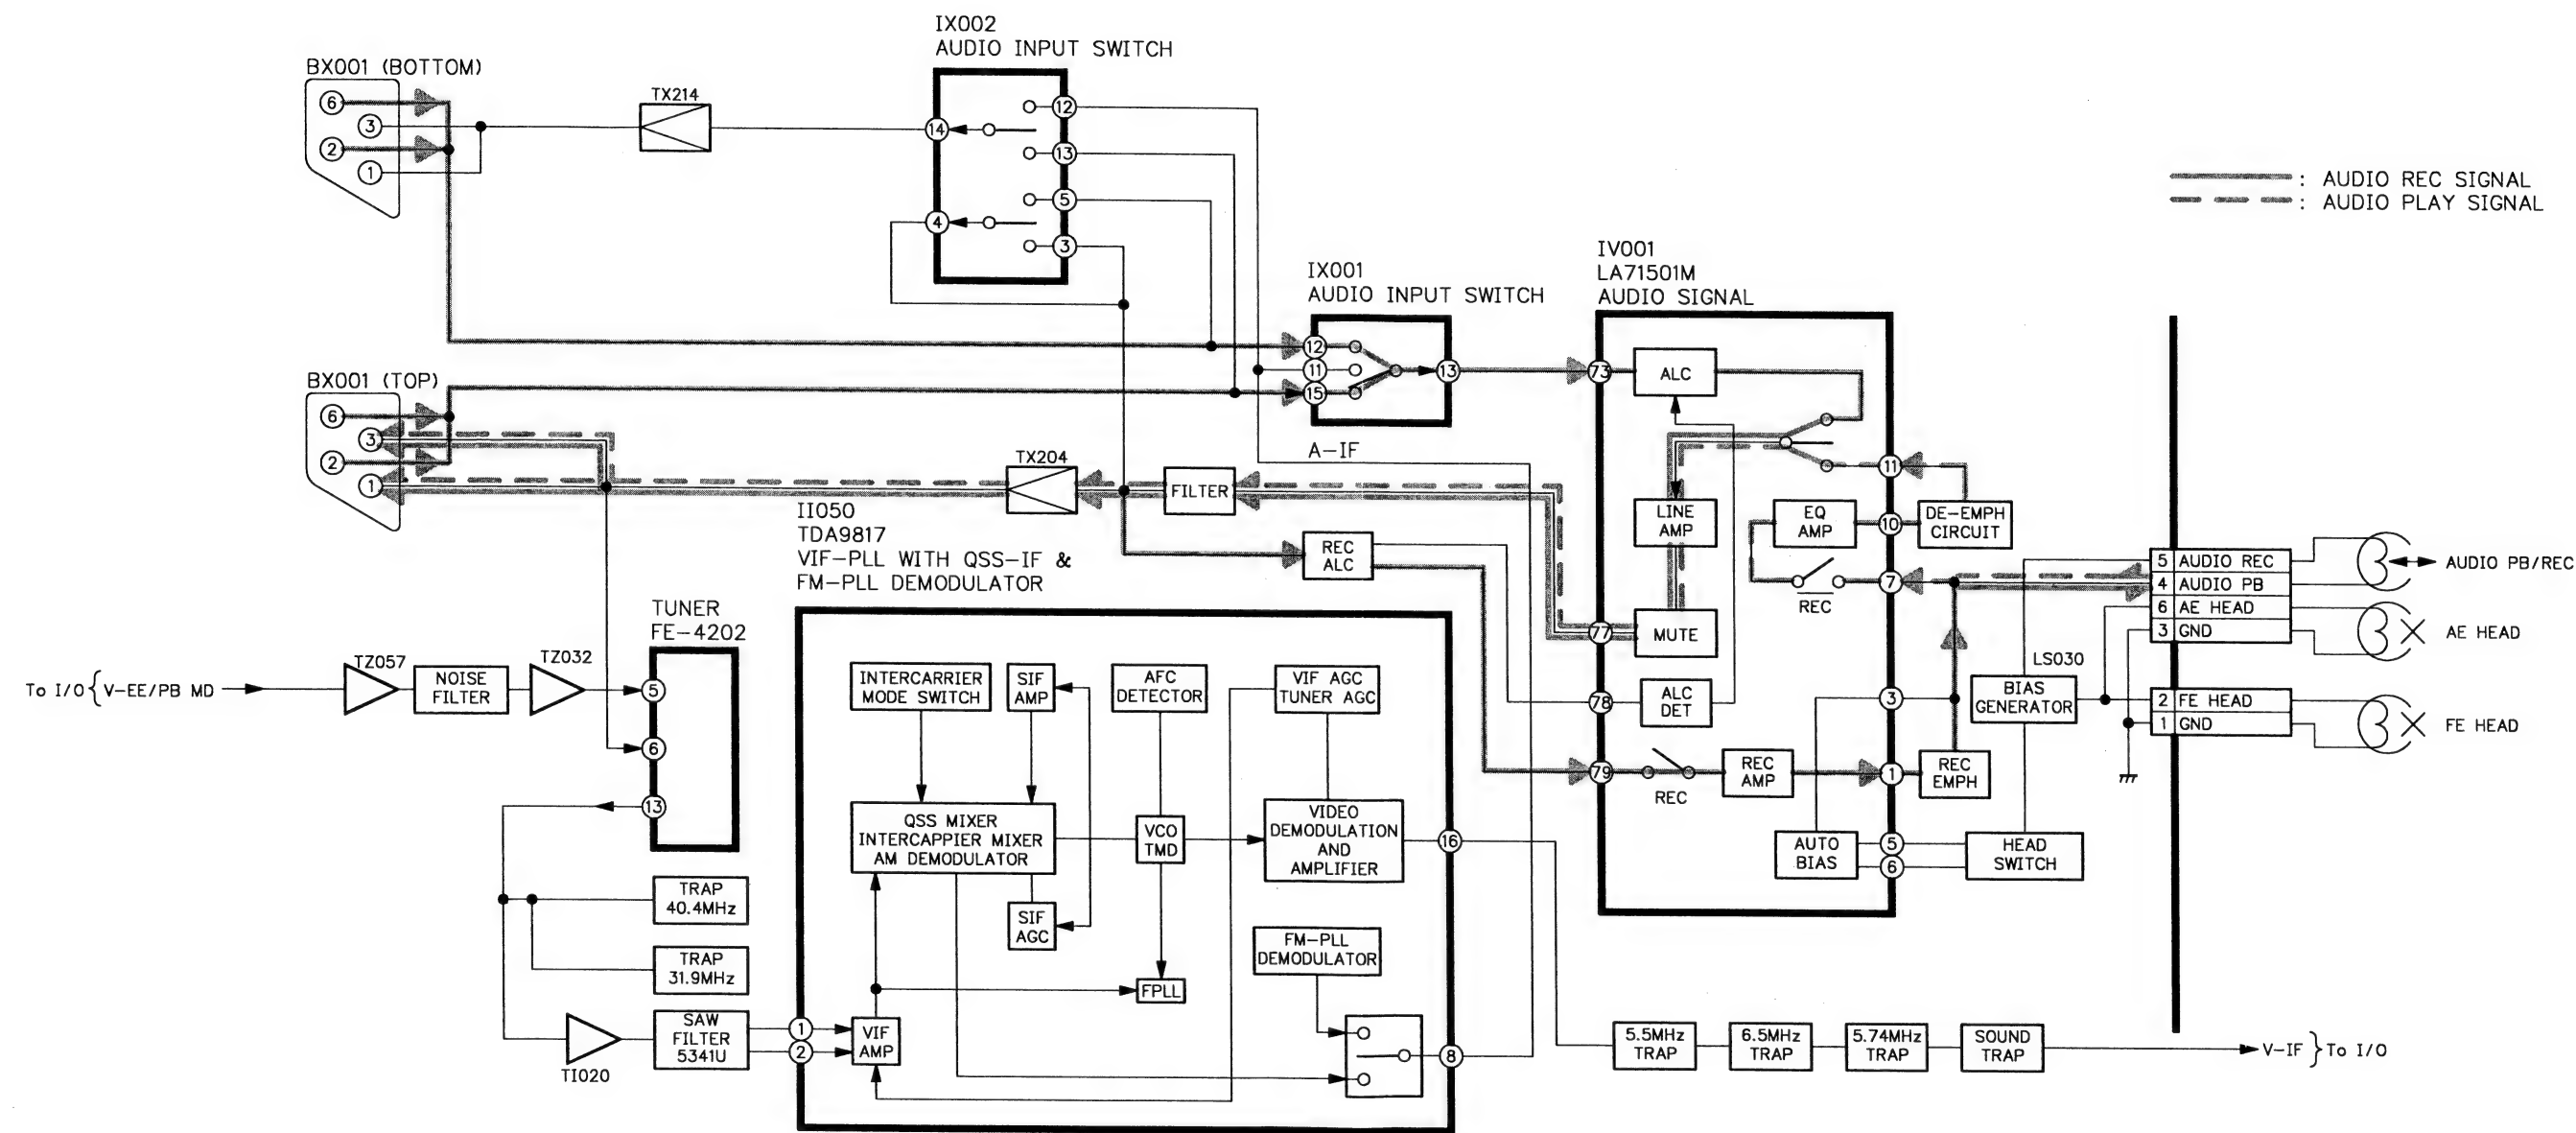 IX002
AUDIO INPUT SWITCH
BX001 (BOTTOM)
6
3
2
1
TX214
14
4
12
13
5
3
: AUDIO REC SIGNAL
: AUDIO PLAY SIGNAL
IX001
AUDIO INPUT SWITCH
12
11
15
13
IV001
LA71501M
AUDIO SIGNAL
73
ALC
11
LINE
AMP
EQ
AMP
10
DE-EMPH
CIRCUIT
7
REC
77
MUTE
78
ALC
DET
3
79
REC
REC
AMP
1
REC
EMPH
AUTO
BIAS
5
6
HEAD
SWITCH
LS030
BIAS
GENERATOR
5 AUDIO REC
4 AUDIO PB
6 AE HEAD
3 GND
2 FE HEAD
1 GND
AUDIO PB/REC
AE HEAD
FE HEAD
BX001 (TOP)
6
3
2
1
A-IF
TX204
FILTER
REC
ALC
II050
TDA9817
VIF-PLL WITH QSS-IF &
FM-PLL DEMODULATOR
TUNER
FE-4202
5
6
13
To I/O { V-EE/PB MD
TZ057
NOISE
FILTER
TZ032
INTERCARRIER
MODE SWITCH
SIF
AMP
AFC
DETECTOR
VIF AGC
TUNER AGC
QSS MIXER
INTERCAPPIER MIXER
AM DEMODULATOR
VCO
TMD
VIDEO
DEMODULATION
AND
AMPLIFIER
16
SIF
AGC
FPLL
FM-PLL
DEMODULATOR
8
TRAP
40.4MHz
TRAP
31.9MHz
TI020
SAW
FILTER
5341U
1
2
VIF
AMP
5.5MHz
TRAP
6.5MHz
TRAP
5.74MHz
TRAP
SOUND
TRAP
V-IF } To I/O